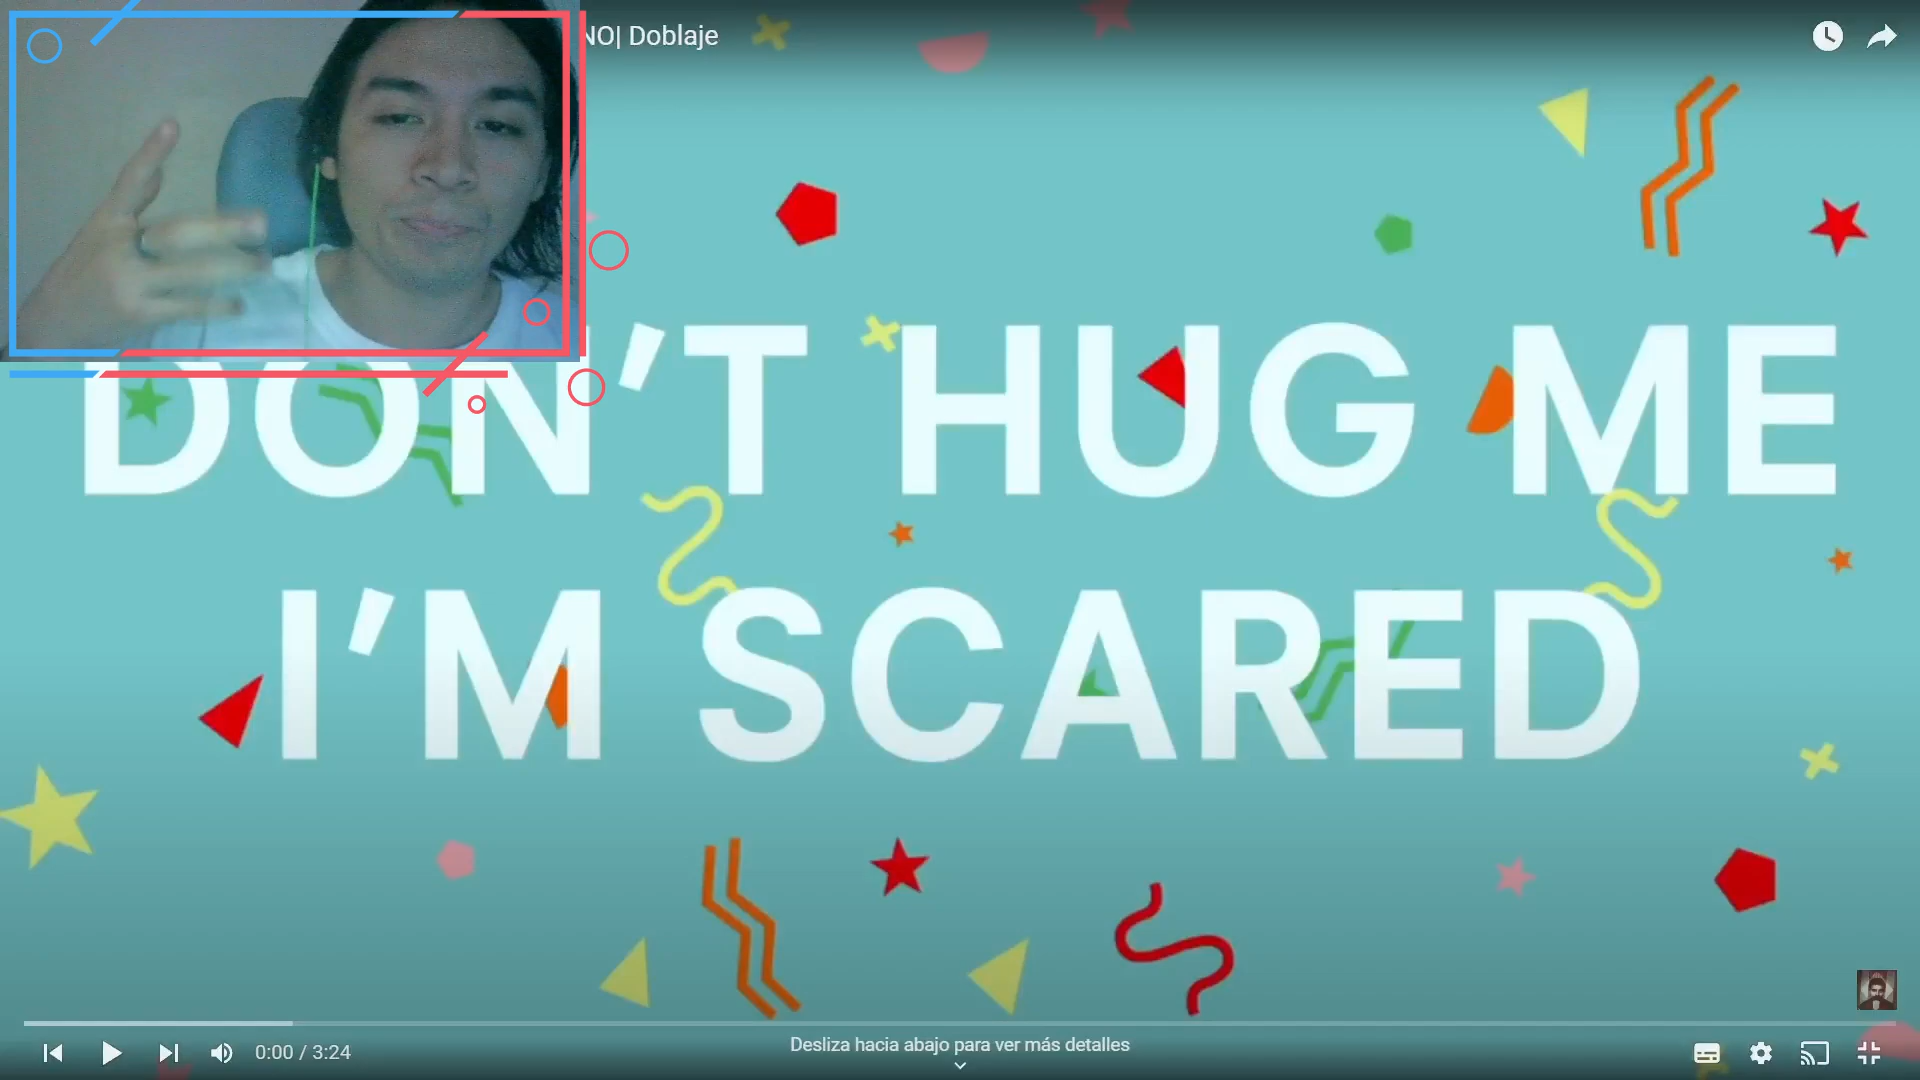 NO| Doblaje
DON'T HUG ME
I'M SCARED
0:00 / 3:24
Desliza hacia abajo para ver más detalles